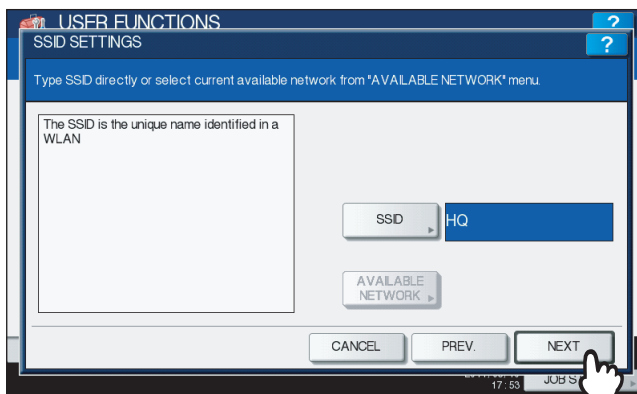 USER FUNCTIONS
?
SSID SETTINGS
?
Type SSID directly or select current available network from "AVAILABLE NETWORK" menu.
The SSID is the unique name identified in a
WLAN
SSID
HQ
AVAILABLE
NETWORK
CANCEL
PREV.
NEXT
17 : 53
JOB S